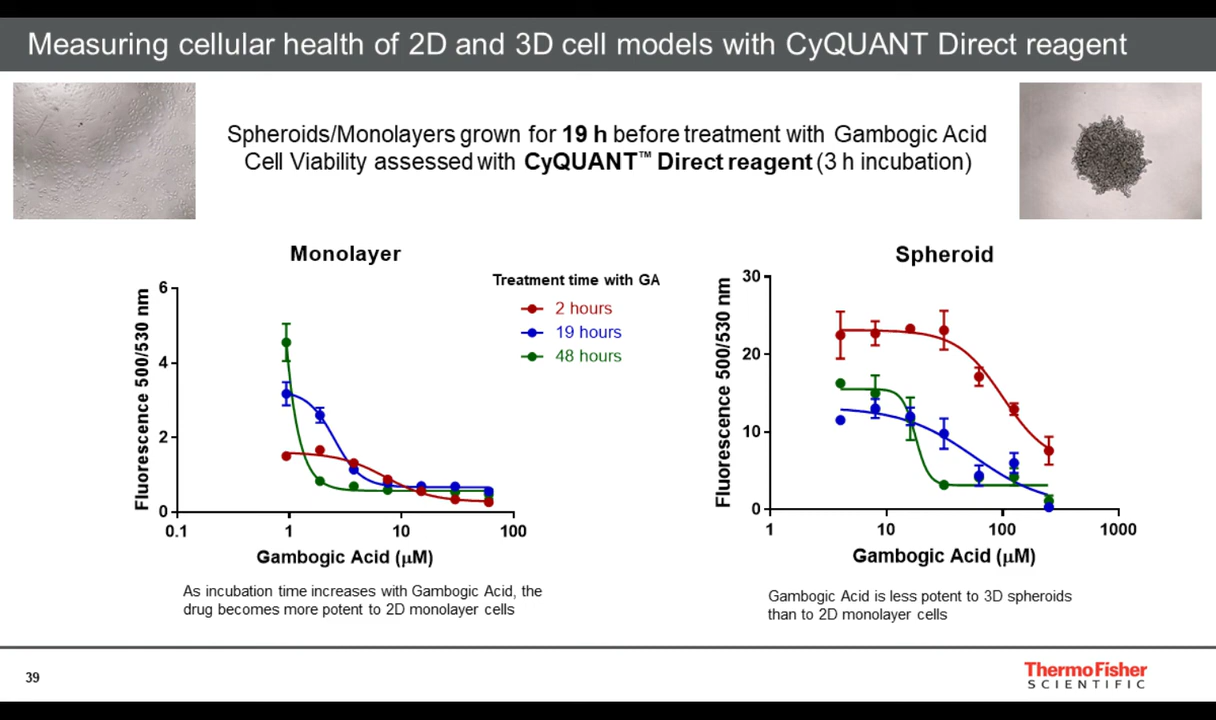 Measuring cellular health of 2D and 3D cell models with CyQUANT Direct reagent
Spheroids/Monolayers grown for 19 h before treatment with Gambogic Acid
Cell Viability assessed with CyQUANT™ Direct reagent (3 h incubation)
Monolayer
Fluorescence 500/530 nm
6
4
2
0
0.1
1
10
100
Gambogic Acid (μM)
As incubation time increases with Gambogic Acid, the
drug becomes more potent to 2D monolayer cells
Treatment time with GA
2 hours
19 hours
48 hours
Spheroid
Fluorescence 500/530 nm
30
20
10
0
1
10
100
1000
Gambogic Acid (μM)
Gambogic Acid is less potent to 3D spheroids
than to 2D monolayer cells
39
ThermoFisher
SCIENTIFIC